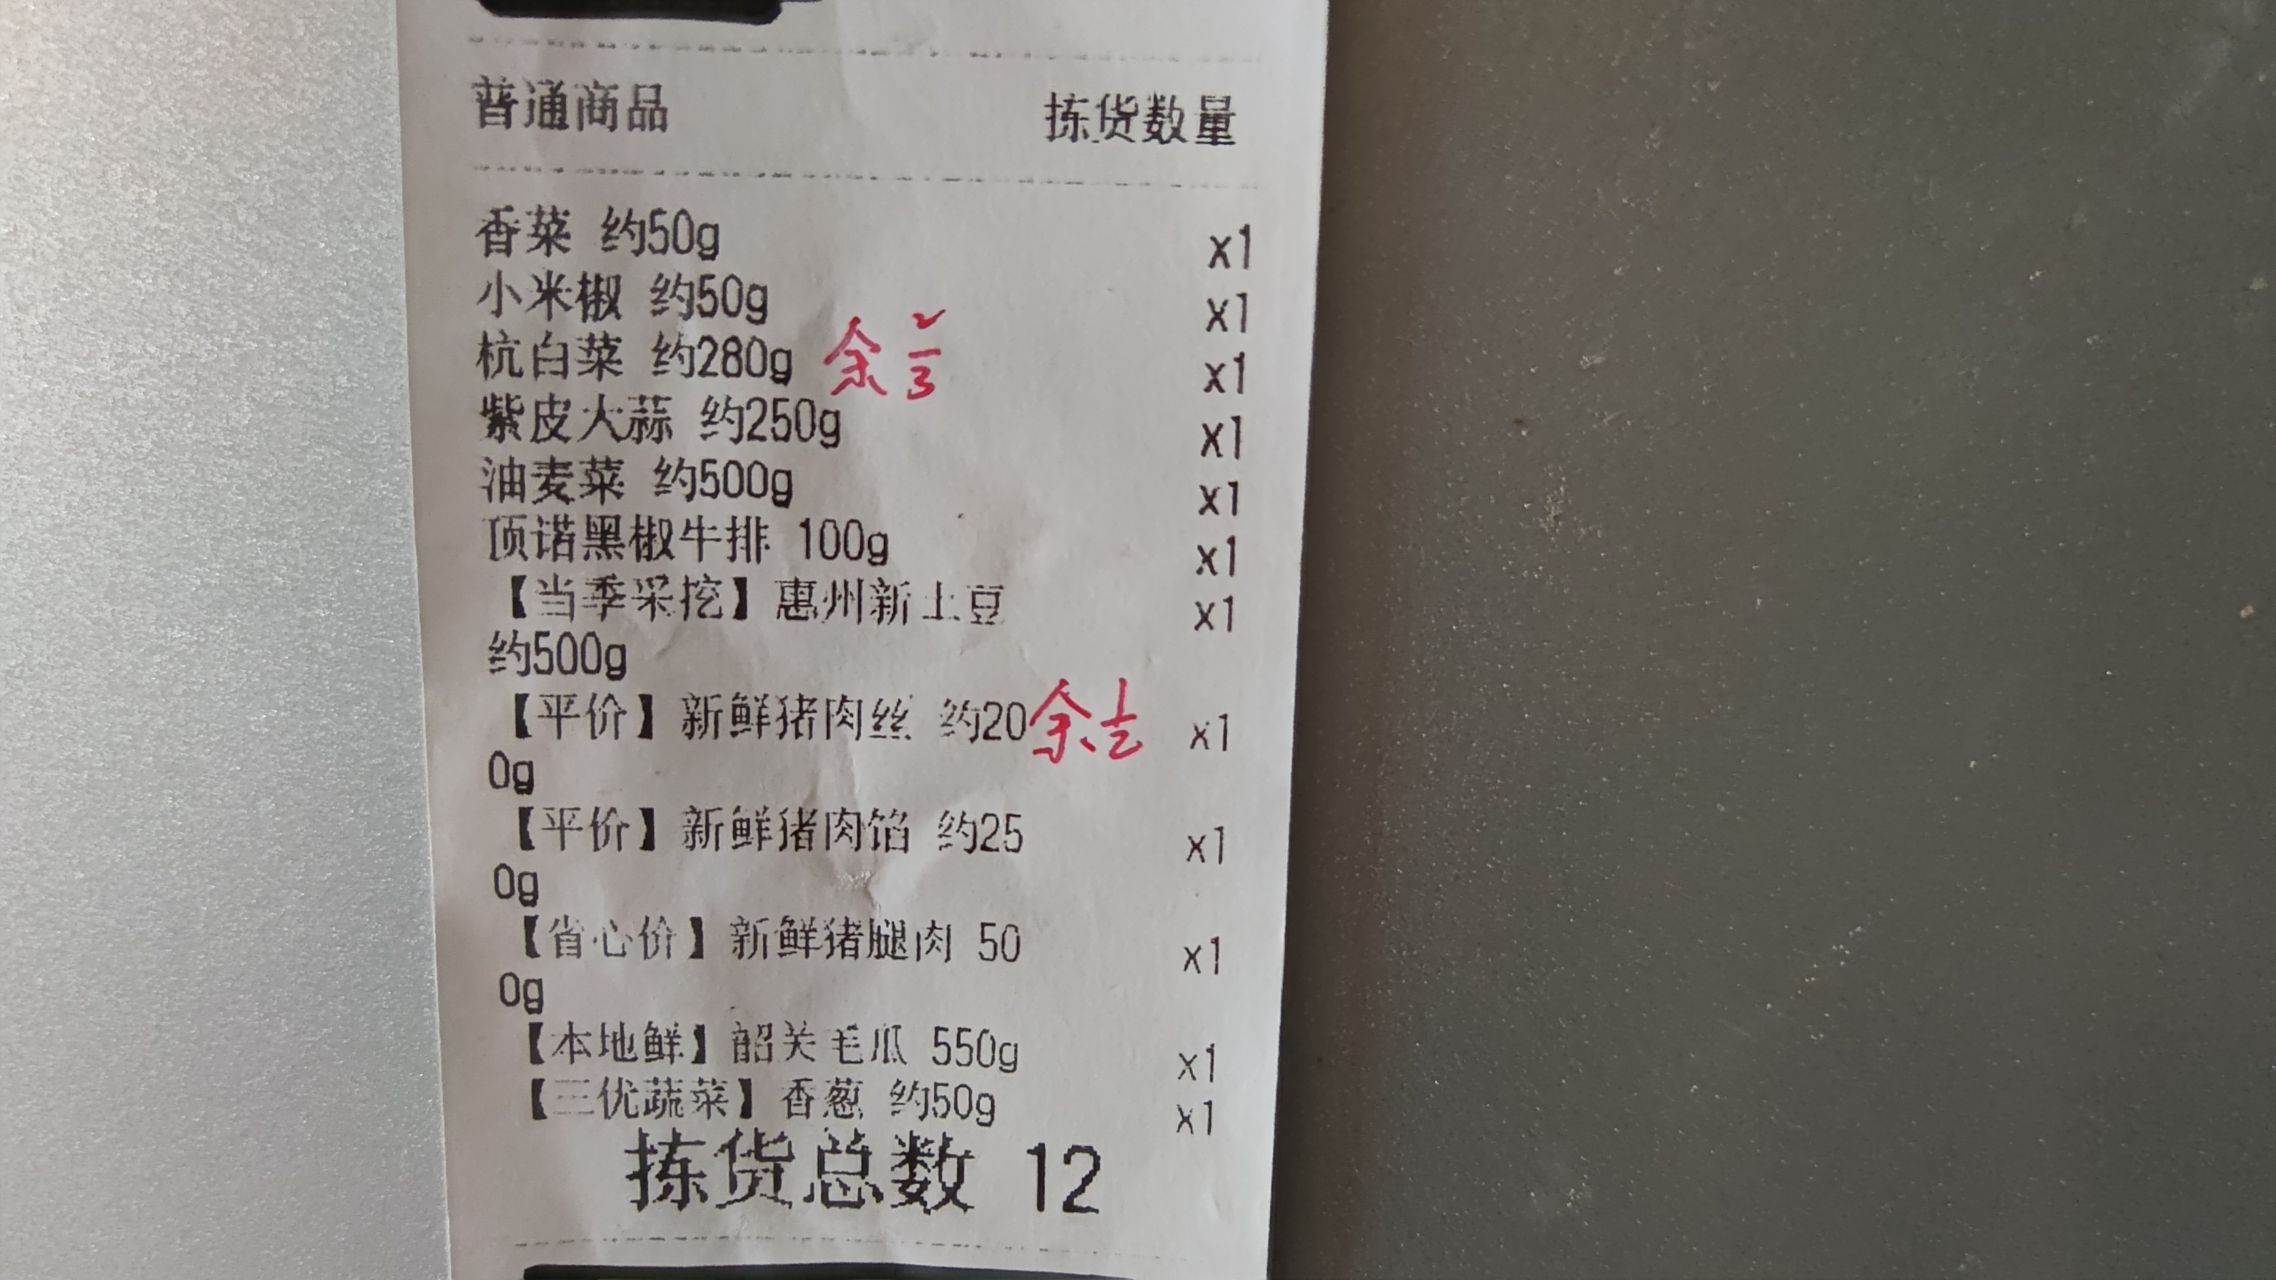 普通商品 拣货数量
香菜 约50g x1
小米椒 约50g x1
杭白菜 约280g 余2/3 x1
紫皮大蒜 约250g x1
油麦菜 约500g x1
顶诺黑椒牛排 100g x1
【当季采挖】惠州新土豆 x1
约500g
【平价】新鲜猪肉丝 约20 余1/2 x1
0g
【平价】新鲜猪肉馅 约25 x1
0g
【省心价】新鲜猪腿肉 50 x1
0g
【本地鲜】韶关毛瓜 550g x1
【三优蔬菜】香葱 约50g x1
拣货总数 12